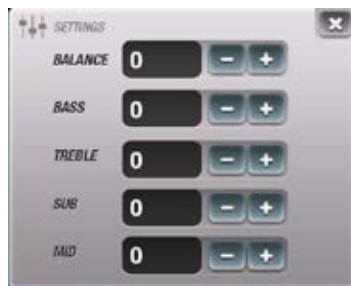 SETTINGS
BALANCE 0 - +
BASS 0 - +
TREBLE 0 - +
SUB 0 - +
MID 0 - +